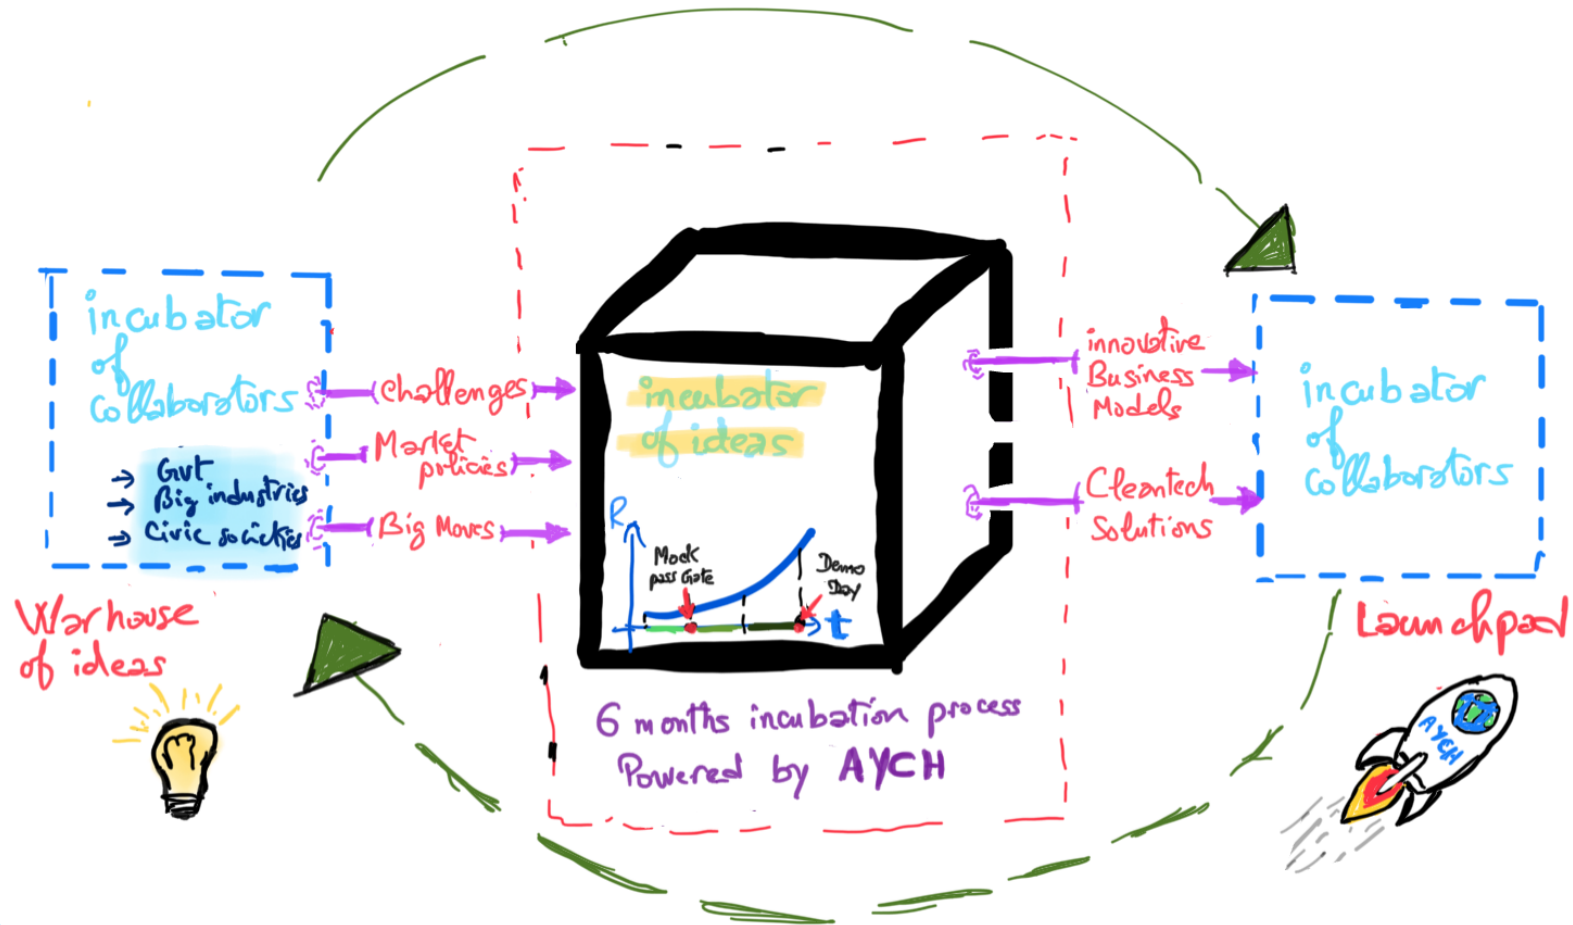 incubator
of
collaborators
→ Gvt
→ Big industries
→ Civic societies
Warhouse
of ideas
Challenges
Market
policies
Big Moves
incubator
of ideas
R
Mock
pass Gate
Demo
Day
t
6 months incubation process
Powered by AYCH
innovative
Business
Models
Cleantech
Solutions
incubator
of
collaborators
Launchpad
AYCH